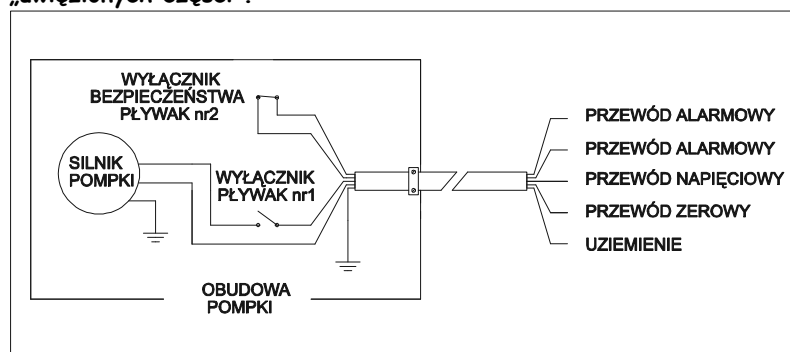 „uwięzionych części”.
WYŁĄCZNIK
BEZPIECZEŃSTWA
PŁYWAK nr2
SILNIK
POMPKI
WYŁĄCZNIK
PŁYWAK nr1
OBUDOWA
POMPKI
PRZEWÓD ALARMOWY
PRZEWÓD ALARMOWY
PRZEWÓD NAPIĘCIOWY
PRZEWÓD ZEROWY
UZIEMIENIE